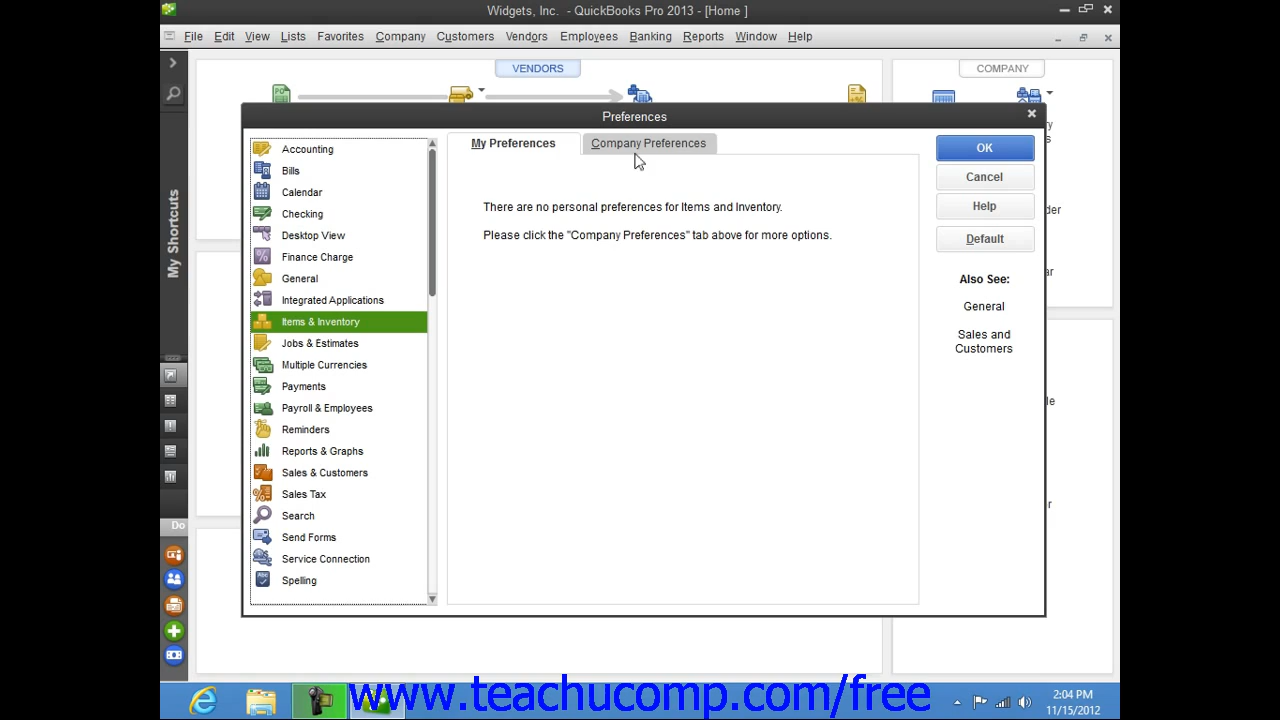 Widgets, Inc. - QuickBooks Pro 2013 - [Home ]
File Edit View Lists Favorites Company Customers Vendors Employees Banking Reports Window Help
VENDORS
COMPANY
My Shortcuts
Do
Preferences
Accounting
Bills
Calendar
Checking
Desktop View
Finance Charge
General
Integrated Applications
Items & Inventory
Jobs & Estimates
Multiple Currencies
Payments
Payroll & Employees
Reminders
Reports & Graphs
Sales & Customers
Sales Tax
Search
Send Forms
Service Connection
Spelling
My Preferences
Company Preferences
There are no personal preferences for Items and Inventory.
Please click the "Company Preferences" tab above for more options.
OK
Cancel
Help
Default
Also See:
General
Sales and
Customers
www.teachucomp.com/free
2:04 PM
11/15/2012